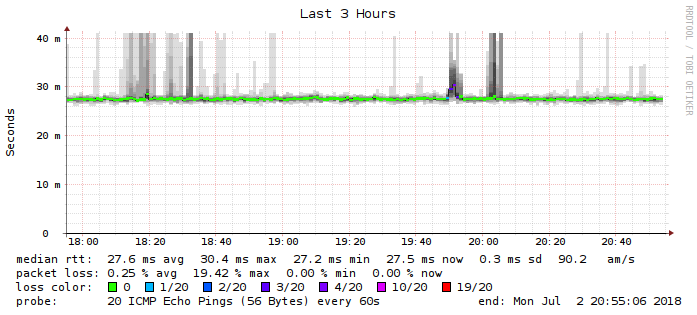 Last 3 Hours
RRDTOOL / TOBI OETIKER
Seconds
40 m
30 m
20 m
10 m
0
18:00 18:20 18:40 19:00 19:20 19:40 20:00 20:20 20:40
median rtt: 27.6 ms avg 30.4 ms max 27.2 ms min 27.5 ms now 0.3 ms sd 90.2 am/s
packet loss: 0.25 % avg 19.42 % max 0.00 % min 0.00 % now
loss color: 0 1/20 2/20 3/20 4/20 10/20 19/20
probe: 20 ICMP Echo Pings (56 Bytes) every 60s end: Mon Jul 2 20:55:06 2018